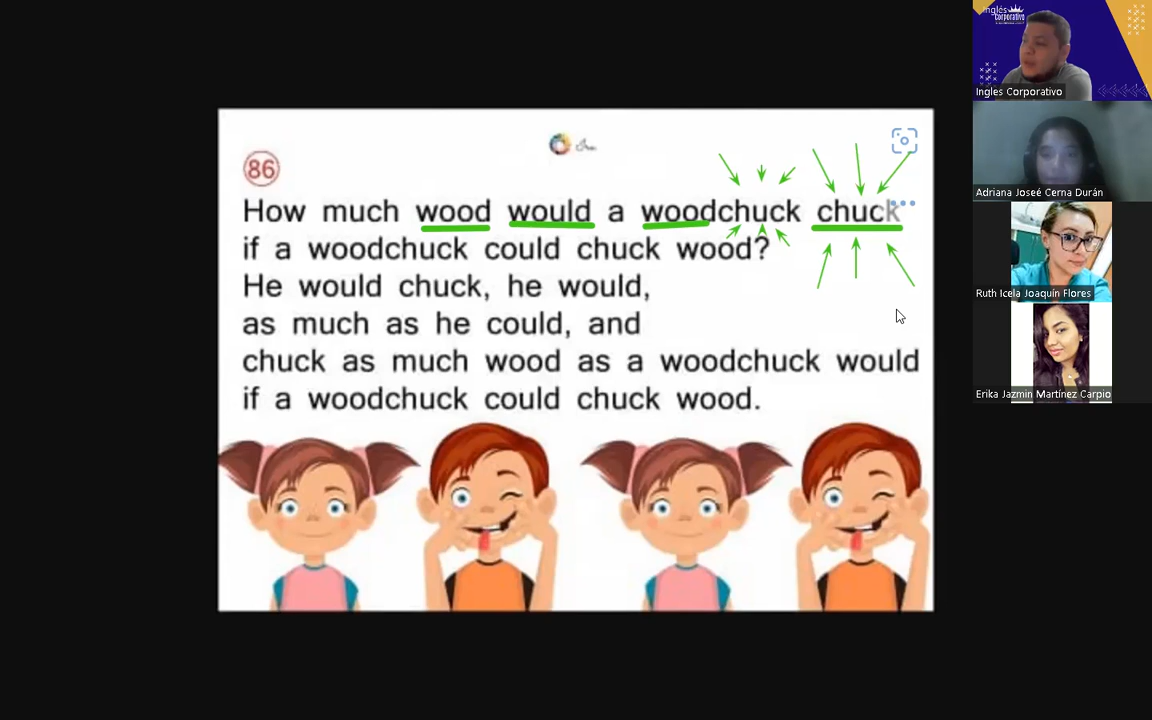 86
How much wood would a woodchuck chuck
if a woodchuck could chuck wood?
He would chuck, he would,
as much as he could, and
chuck as much wood as a woodchuck would
if a woodchuck could chuck wood.
Inglés
corporativo
Ingles Corporativo
Adriana Joseé Cerna Durán
Ruth Icela Joaquín Flores
Erika Jazmin Martínez Carpio